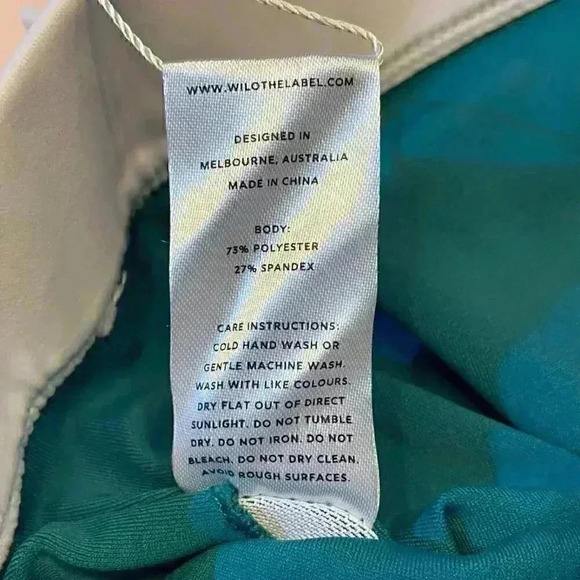 WWW.WILOTHELABEL.COM
DESIGNED IN
MELBOURNE, AUSTRALIA
MADE IN CHINA
BODY:
73% POLYESTER
27% SPANDEX
CARE INSTRUCTIONS:
COLD HAND WASH OR
GENTLE MACHINE WASH.
WASH WITH LIKE COLOURS.
DRY FLAT OUT OF DIRECT
SUNLIGHT. DO NOT TUMBLE
DRY. DO NOT IRON. DO NOT
BLEACH. DO NOT DRY CLEAN.
AVOID ROUGH SURFACES.